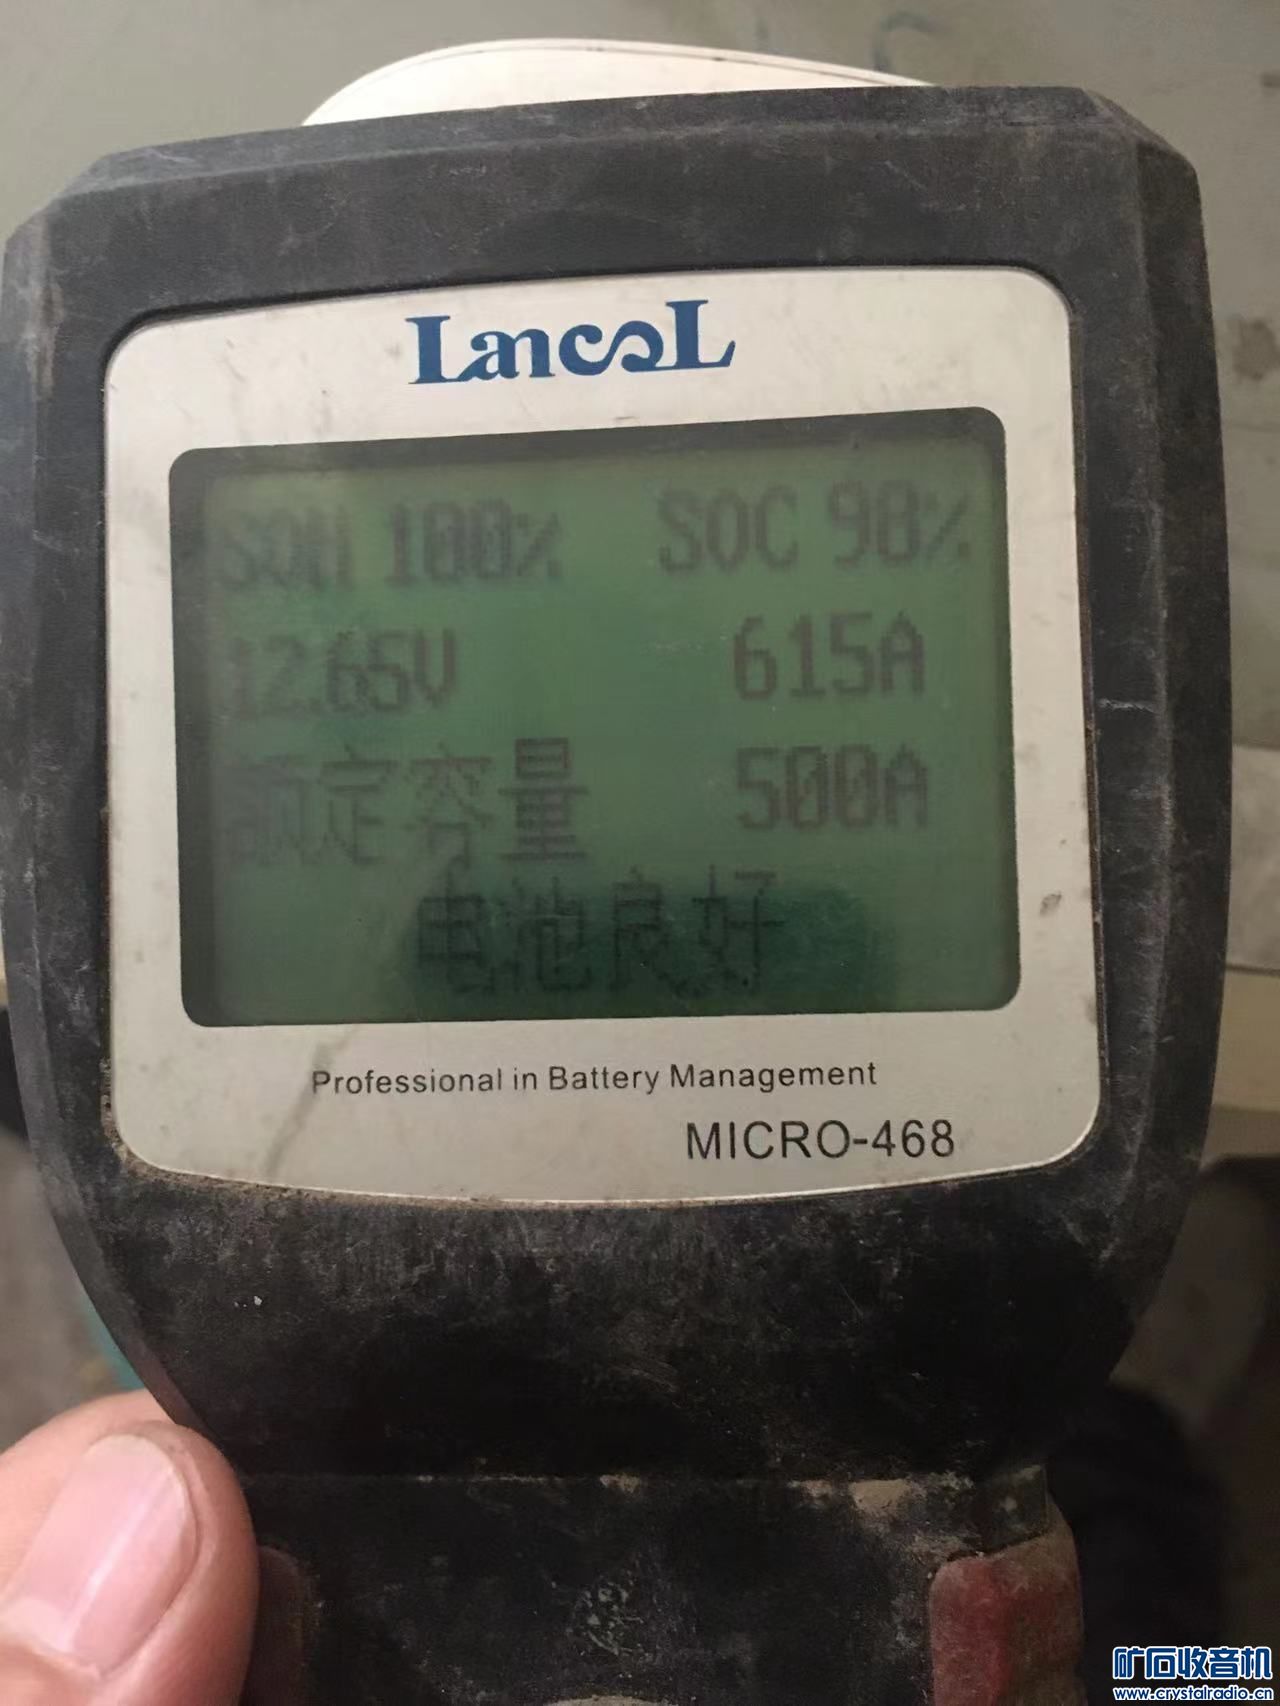 LancoL
SOH 100% SOC 90%
12.65V 615A
额定容量 500A
电池良好
Professional in Battery Management
MICRO-468
矿石收音机
www.crystalradio.cn